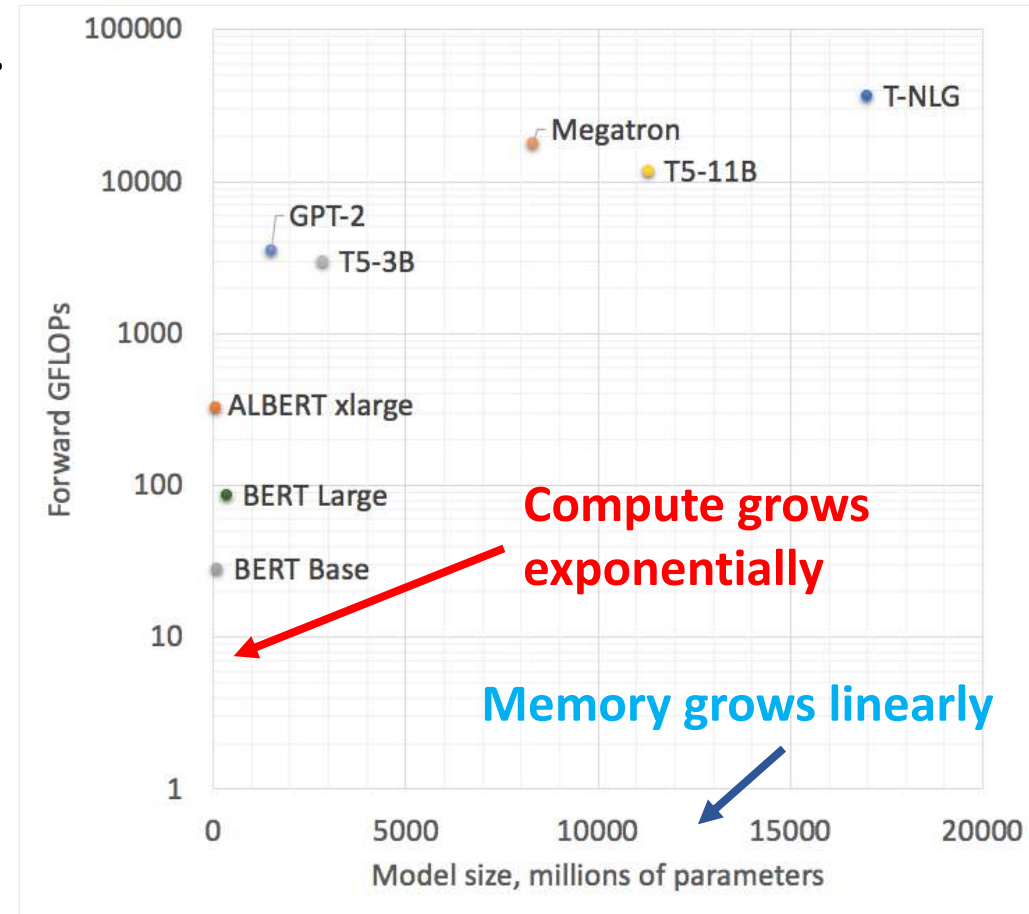 100000
T-NLG
Megatron
T5-11B
10000
GPT-2
T5-3B
1000
Forward GFLOPs
ALBERT xlarge
100
BERT Large
Compute grows
exponentially
BERT Base
10
Memory grows linearly
1
0 5000 10000 15000 20000
Model size, millions of parameters